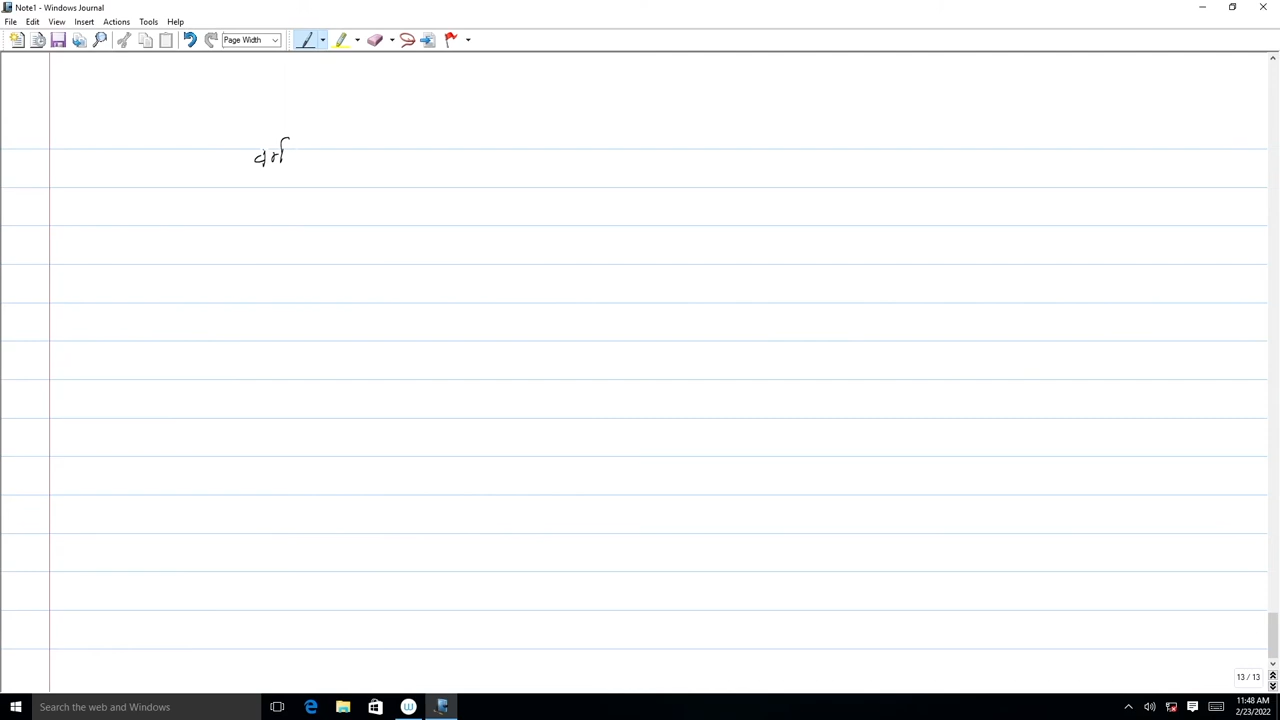 Note1 - Windows Journal
File Edit View Insert Actions Tools Help
Page Width
13 / 13
Search the web and Windows
11:48 AM
2/23/2022